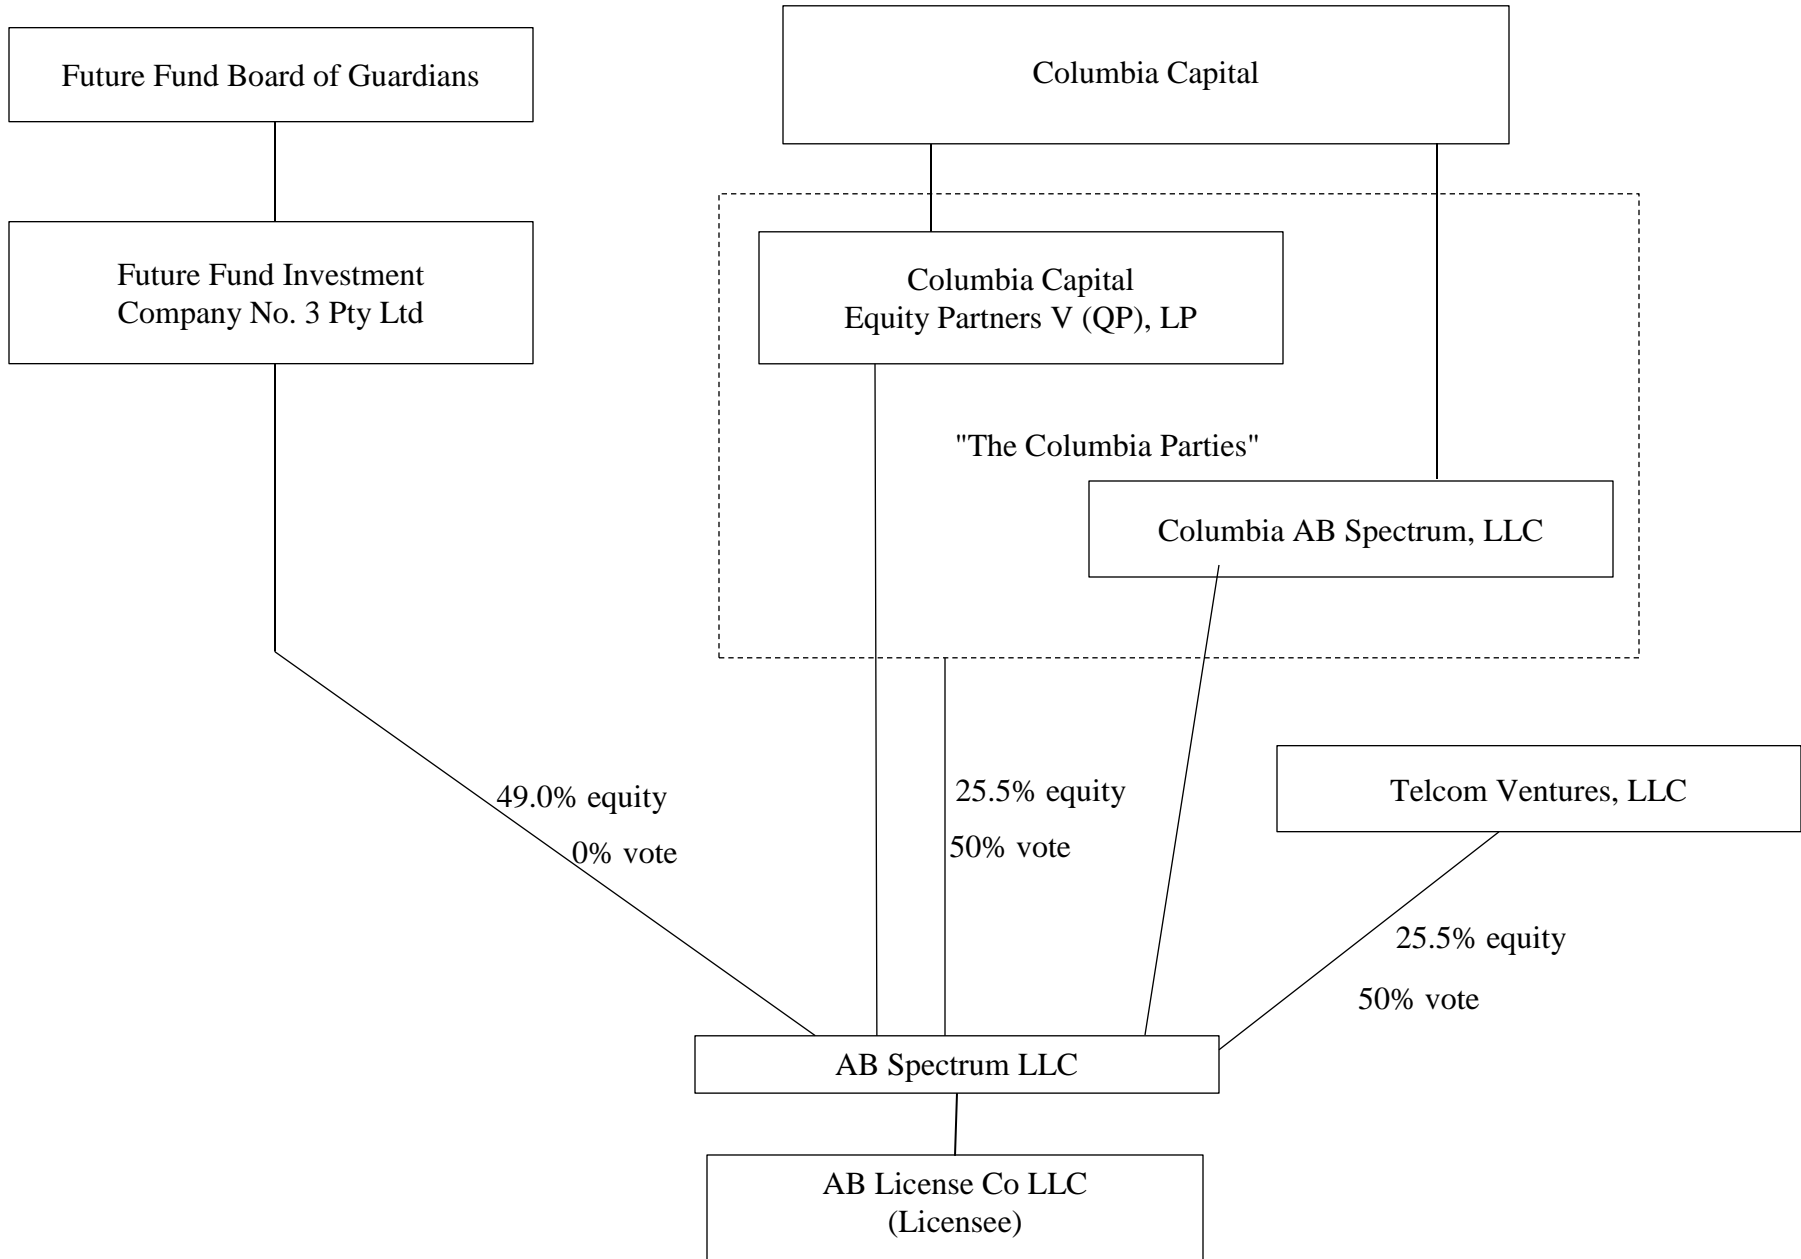 Future Fund Board of Guardians
Columbia Capital
Future Fund Investment
Company No. 3 Pty Ltd
Columbia Capital
Equity Partners V (QP), LP
"The Columbia Parties"
Columbia AB Spectrum, LLC
49.0% equity
0% vote
25.5% equity
50% vote
Telcom Ventures, LLC
25.5% equity
50% vote
AB Spectrum LLC
AB License Co LLC
(Licensee)